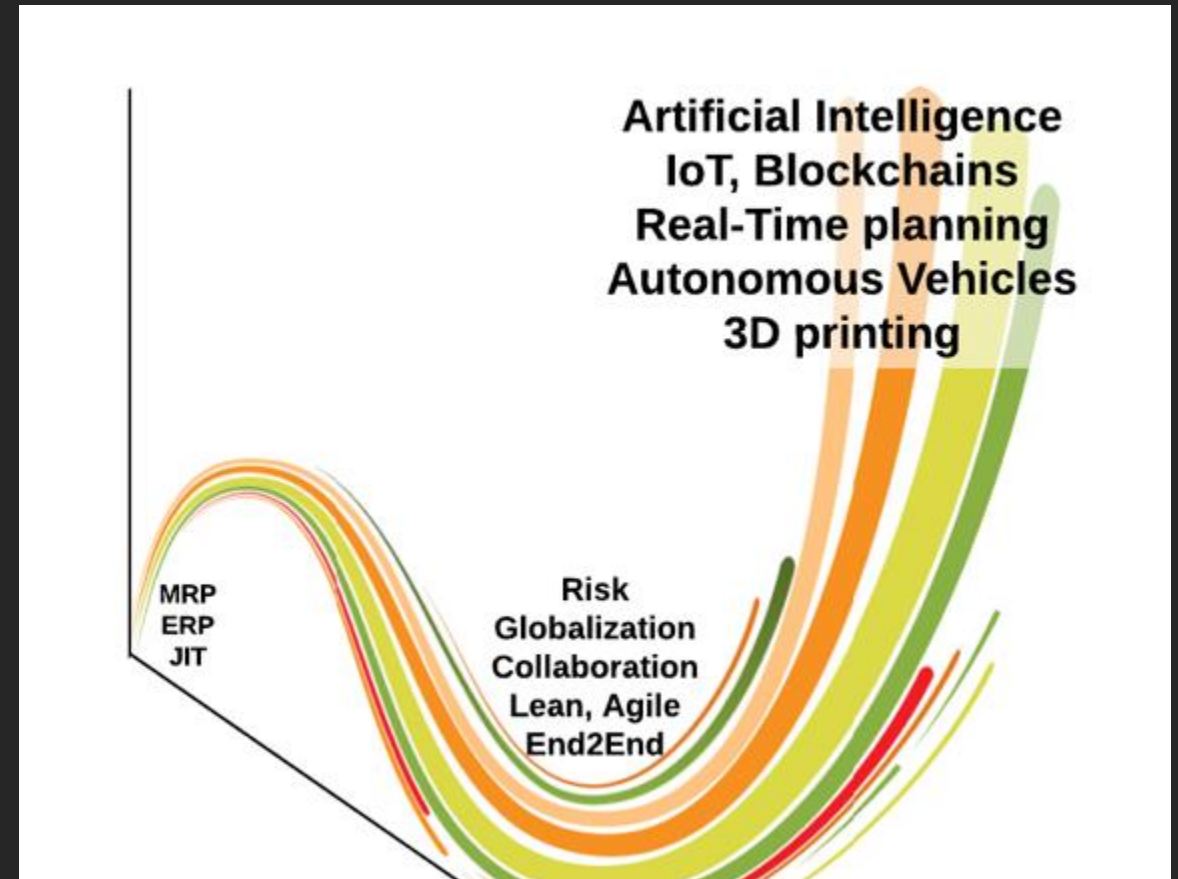 Artificial Intelligence
IoT, Blockchains
Real-Time planning
Autonomous Vehicles
3D printing
MRP
ERP
JIT
Risk
Globalization
Collaboration
Lean, Agile
End2End